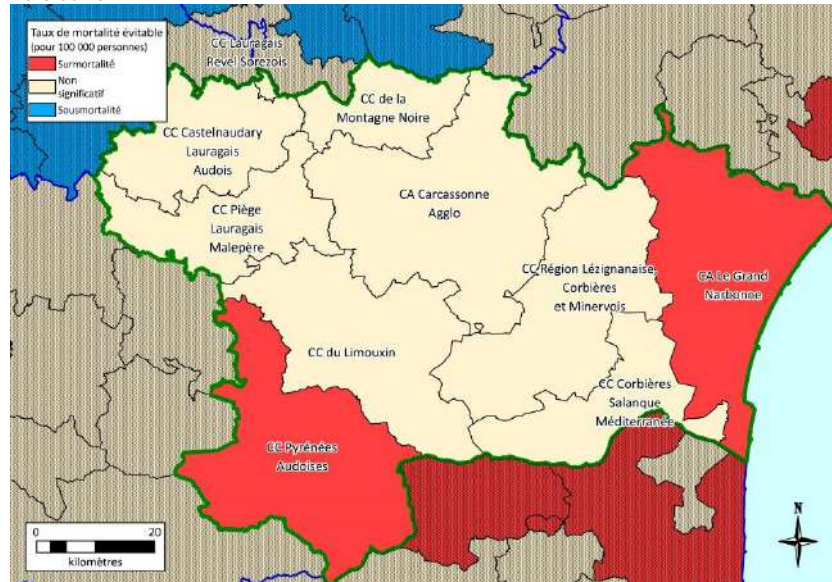 Taux de mortalité évitable
(pour 100 000 personnes)
Surmortalité
Non
significatif
Sousmortalité
CC Lauragais
Revel Sorezois
CC de la
Montagne Noire
CC Castelnaudary
Lauragais
Audois
CA Carcassonne
Agglo
CC Piège
Lauragais
Malepère
CC Région Lézignanaise,
Corbières
et Minervois
CA Le Grand
Narbonne
CC du Limouxin
CC Corbières
Salanque
Méditerranée
CC Pyrénées
Audoises
0 20
kilomètres
N